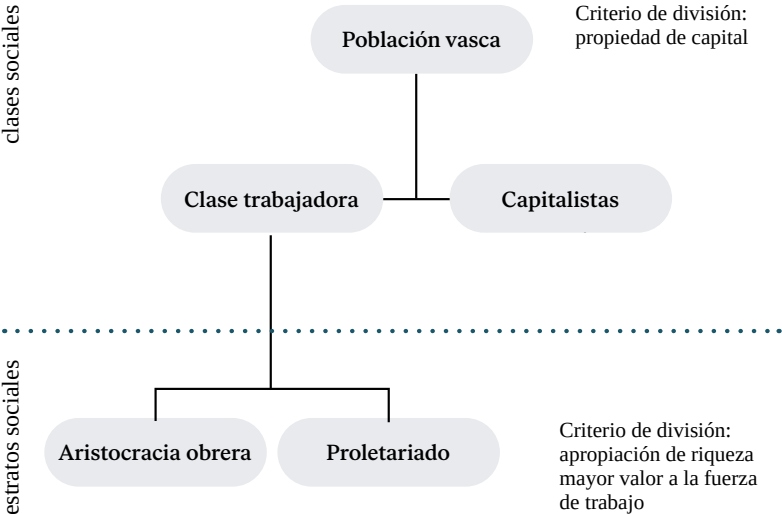 clases sociales
Población vasca
Criterio de división:
propiedad de capital
Clase trabajadora
Capitalistas
estratos sociales
Aristocracia obrera
Proletariado
Criterio de división:
apropiación de riqueza
mayor valor a la fuerza
de trabajo